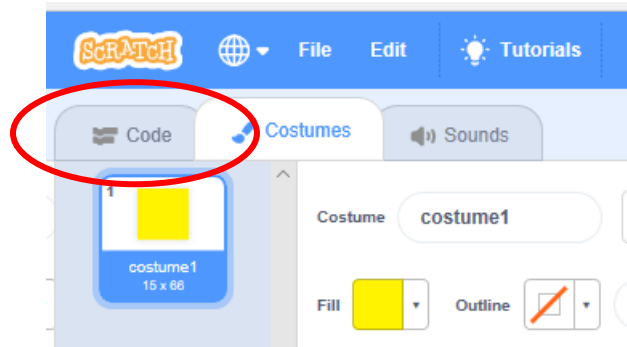 SCRATCH File Edit Tutorials
Code Costumes Sounds
1
costume1
15 x 66
Costume costume1
Fill Outline